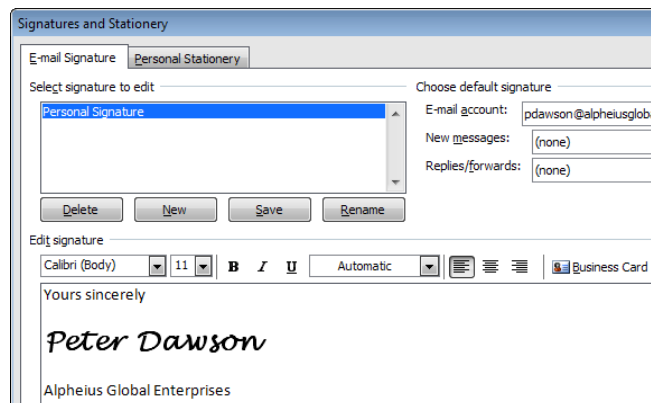 Signatures and Stationery
E-mail Signature
Personal Stationery
Select signature to edit
Choose default signature
Personal Signature
E-mail account:
pdawson@alpheiusgloba
New messages:
(none)
Replies/forwards:
(none)
Delete
New
Save
Rename
Edit signature
Calibri (Body)
11
B
I
U
Automatic
Business Card
Yours sincerely
Peter Dawson
Alpheius Global Enterprises